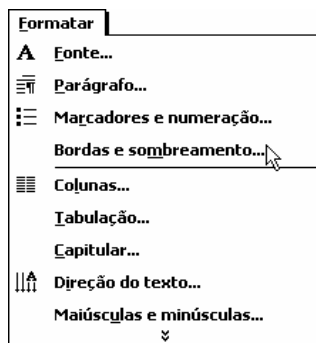 Formatar
Fonte...
Parágrafo...
Marcadores e numeração...
Bordas e sombreamento...
Colunas...
Tabulação...
Capitular...
Direção do texto...
Maiúsculas e minúsculas...